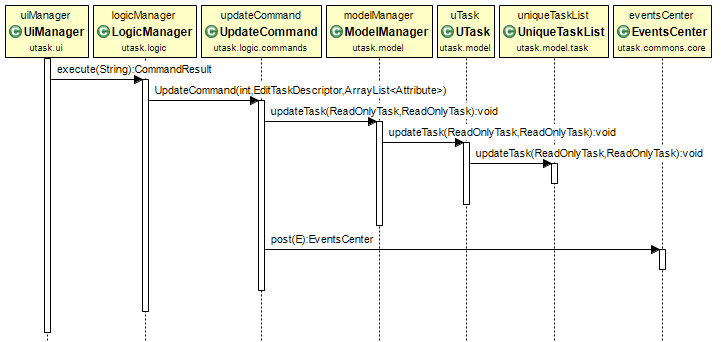 uiManager
UiManager
utask.ui
logicManager
LogicManager
utask.logic
updateCommand
UpdateCommand
utask.logic.commands
modelManager
ModelManager
utask.model
uTask
UTask
utask.model
uniqueTaskList
UniqueTaskList
utask.model.task
eventsCenter
EventsCenter
utask.commons.core
execute(String):CommandResult
UpdateCommand(int,EditTaskDescriptor,ArrayList<Attribute>)
updateTask(ReadOnlyTask,ReadOnlyTask):void
updateTask(ReadOnlyTask,ReadOnlyTask):void
updateTask(ReadOnlyTask,ReadOnlyTask):void
post(E):EventsCenter